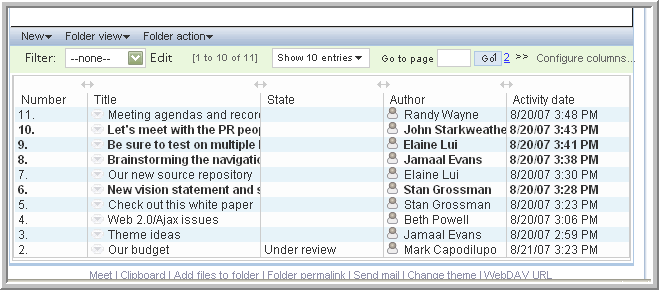 New Folder view Folder action
Filter: --none-- Edit [1 to 10 of 11] Show 10 entries Go to page Go! 2 >> Configure columns...
Number Title State Author Activity date
11. Meeting agendas and recor Randy Wayne 8/20/07 3:48 PM
10. Let's meet with the PR peo John Starkweathe 8/20/07 3:43 PM
9. Be sure to test on multiple Elaine Lui 8/20/07 3:41 PM
8. Brainstorming the navigati Jamaal Evans 8/20/07 3:38 PM
7. Our new source repository Elaine Lui 8/20/07 3:30 PM
6. New vision statement and s Stan Grossman 8/20/07 3:28 PM
5. Check out this white paper Stan Grossman 8/20/07 3:23 PM
4. Web 2.0/Ajax issues Beth Powell 8/20/07 3:06 PM
3. Theme ideas Jamaal Evans 8/20/07 2:59 PM
2. Our budget Under review Mark Capodilupo 8/21/07 3:23 PM
Meet | Clipboard | Add files to folder | Folder permalink | Send mail | Change theme | WebDAV URL